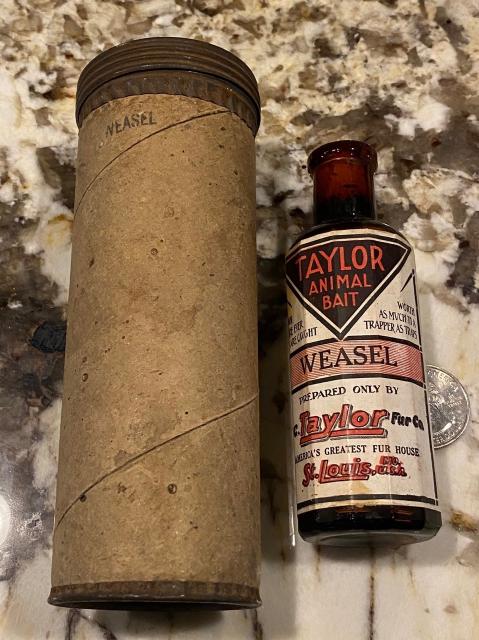 WEASEL
TAYLOR
ANIMAL
BAIT
WORTH
AS MUCH TO A
TRAPPER AS TRAPS
WEASEL
PREPARED ONLY BY
Taylor Fur Co
AMERICA'S GREATEST FUR HOUSE
St. Louis, Mo.